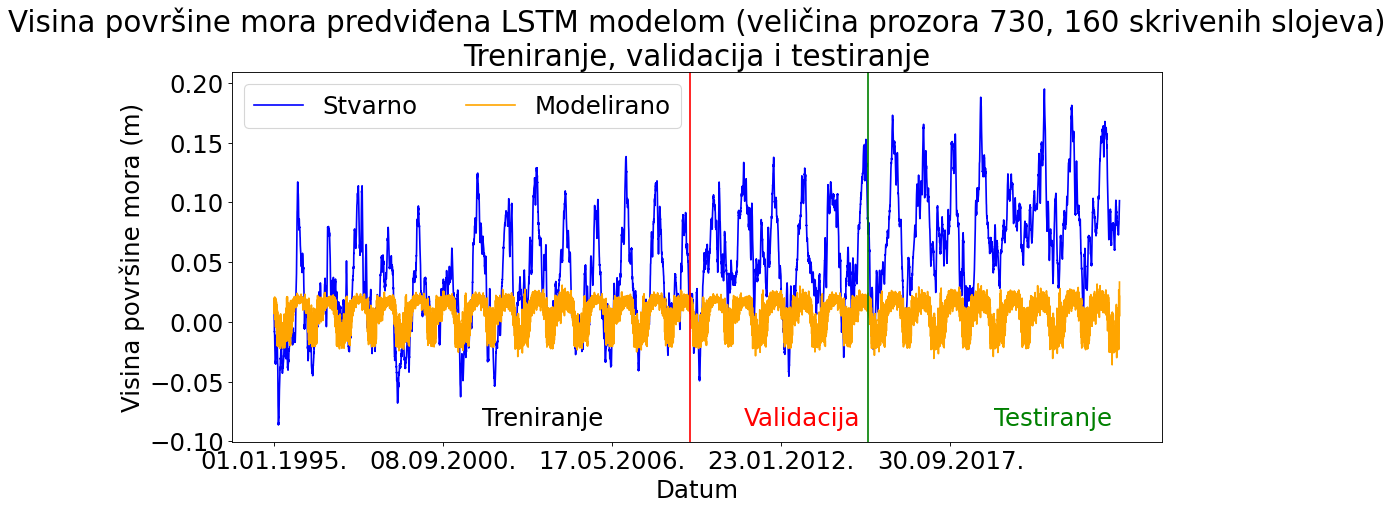 Visina površine mora predviđena LSTM modelom (veličina prozora 730, 160 skrivenih slojeva)
Treniranje, validacija i testiranje
Stvarno
Modelirano
Visina površine mora (m)
0.20
0.15
0.10
0.05
0.00
−0.05
−0.10
Treniranje
Validacija
Testiranje
01.01.1995.
08.09.2000.
17.05.2006.
23.01.2012.
30.09.2017.
Datum